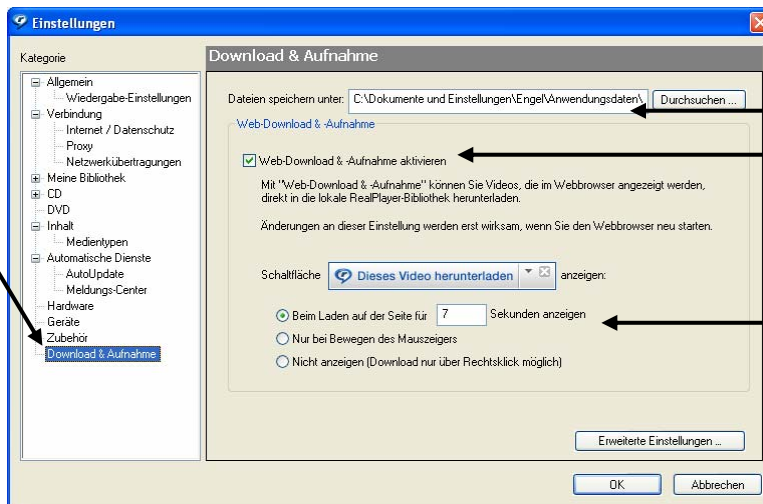 Einstellungen
Kategorie
Allgemein
Wiedergabe-Einstellungen
Verbindung
Internet / Datenschutz
Proxy
Netzwerkübertragungen
Meine Bibliothek
CD
DVD
Inhalt
Medientypen
Automatische Dienste
AutoUpdate
Meldungs-Center
Hardware
Geräte
Zubehör
Download & Aufnahme
Download & Aufnahme
Dateien speichern unter: C:\Dokumente und Einstellungen\Engel\Anwendungsdaten\ Durchsuchen ...
Web-Download & -Aufnahme
Web-Download & -Aufnahme aktivieren
Mit "Web-Download & -Aufnahme" können Sie Videos, die im Webbrowser angezeigt werden,
direkt in die lokale RealPlayer-Bibliothek herunterladen.
Änderungen an dieser Einstellung werden erst wirksam, wenn Sie den Webbrowser neu starten.
Schaltfläche Dieses Video herunterladen anzeigen:
Beim Laden auf der Seite für 7 Sekunden anzeigen
Nur bei Bewegen des Mauszeigers
Nicht anzeigen (Download nur über Rechtsklick möglich)
Erweiterte Einstellungen ...
OK Abbrechen